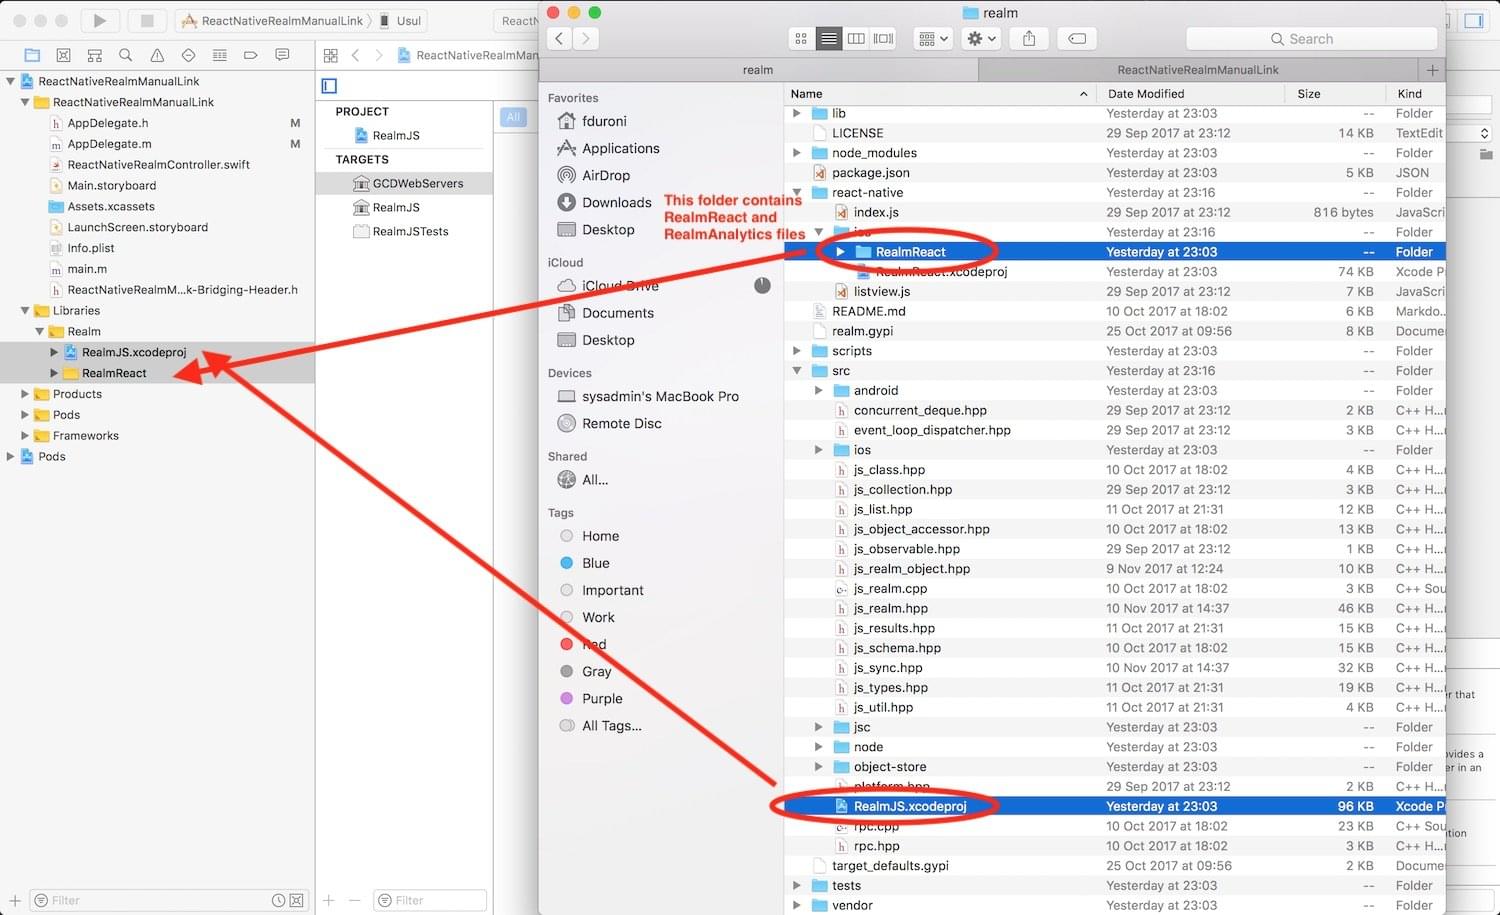 ReactNativeRealmManualLink
Usul
ReactN
ReactNativeRealmMan
ReactNativeRealmManualLink
ReactNativeRealmManualLink
AppDelegate.h M
AppDelegate.m M
ReactNativeRealmController.swift
Main.storyboard
Assets.xcassets
LaunchScreen.storyboard
Info.plist
main.m
ReactNativeRealmM...k-Bridging-Header.h
Libraries
Realm
RealmJS.xcodeproj
RealmReact
Products
Pods
Frameworks
Pods
Filter
PROJECT
RealmJS
TARGETS
GCDWebServers
RealmJS
RealmJSTests
All
Filter
realm
Search
realm
ReactNativeRealmManualLink
Favorites
fduroni
Applications
AirDrop
Downloads
Desktop
iCloud
iCloud Drive
Documents
Desktop
Devices
sysadmin's MacBook Pro
Remote Disc
Shared
All...
Tags
Home
Blue
Important
Work
Red
Gray
Purple
All Tags...
This folder contains
RealmReact and
RealmAnalytics files
Name Date Modified Size Kind
lib Yesterday at 23:03 -- Folder
LICENSE 29 Sep 2017 at 23:12 14 KB TextEdit
node_modules Yesterday at 23:03 -- Folder
package.json Yesterday at 23:03 5 KB JSON
react-native Yesterday at 23:16 -- Folder
index.js 29 Sep 2017 at 23:12 816 bytes JavaScri
ios Yesterday at 23:16 -- Folder
RealmReact Yesterday at 23:03 -- Folder
RealmReact.xcodeproj Yesterday at 23:03 74 KB Xcode P
listview.js 29 Sep 2017 at 23:12 7 KB JavaScri
README.md 10 Oct 2017 at 18:02 6 KB Markdo...
realm.gypi 25 Oct 2017 at 09:56 8 KB Docume
scripts Yesterday at 23:03 -- Folder
src Yesterday at 23:16 -- Folder
android Yesterday at 23:03 -- Folder
concurrent_deque.hpp 29 Sep 2017 at 23:12 2 KB C++ H...
event_loop_dispatcher.hpp 29 Sep 2017 at 23:12 3 KB C++ H...
ios Yesterday at 23:03 -- Folder
js_class.hpp 10 Oct 2017 at 18:02 4 KB C++ H...
js_collection.hpp 29 Sep 2017 at 23:12 3 KB C++ H...
js_list.hpp 11 Oct 2017 at 21:31 12 KB C++ H...
js_object_accessor.hpp 10 Oct 2017 at 18:02 13 KB C++ H...
js_observable.hpp 29 Sep 2017 at 23:12 1 KB C++ H...
js_realm_object.hpp 9 Nov 2017 at 12:24 10 KB C++ H...
js_realm.cpp 10 Oct 2017 at 18:02 3 KB C++ Sou
js_realm.hpp 10 Nov 2017 at 14:37 46 KB C++ H...
js_results.hpp 11 Oct 2017 at 21:31 15 KB C++ H...
js_schema.hpp 10 Oct 2017 at 18:02 15 KB C++ H...
js_sync.hpp 10 Nov 2017 at 14:37 32 KB C++ H...
js_types.hpp 11 Oct 2017 at 21:31 19 KB C++ H...
js_util.hpp 11 Oct 2017 at 21:31 4 KB C++ H...
jsc Yesterday at 23:03 -- Folder
node Yesterday at 23:03 -- Folder
object-store Yesterday at 23:03 -- Folder
platform.hpp 29 Sep 2017 at 23:12 2 KB C++ H...
RealmJS.xcodeproj Yesterday at 23:03 96 KB Xcode P
rpc.cpp 10 Oct 2017 at 18:02 23 KB C++ Sou
rpc.hpp 10 Oct 2017 at 18:02 3 KB C++ H...
target_defaults.gypi 25 Oct 2017 at 09:56 2 KB Docume
tests Yesterday at 23:03 -- Folder
vendor Yesterday at 23:03 -- Folder
that
ovides a
er in an
tion